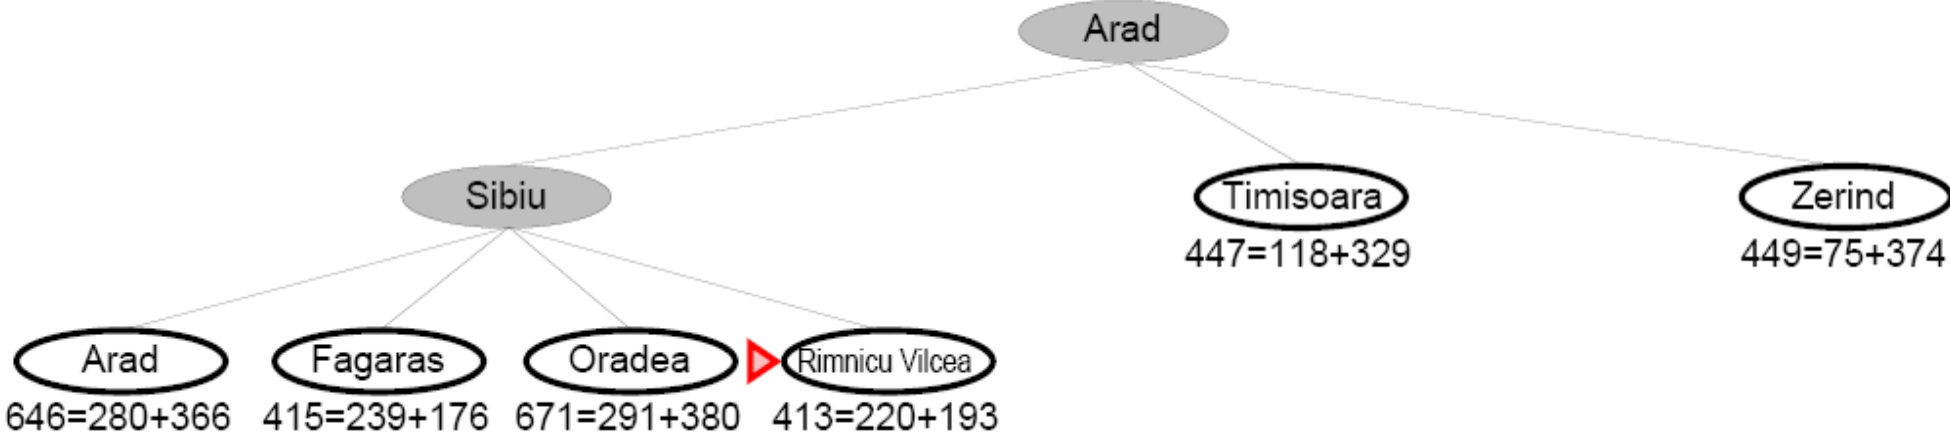 Arad
Sibiu
Timisoara
Zerind
447=118+329
449=75+374
Arad
Fagaras
Oradea
Rimnicu Vilcea
646=280+366
415=239+176
671=291+380
413=220+193